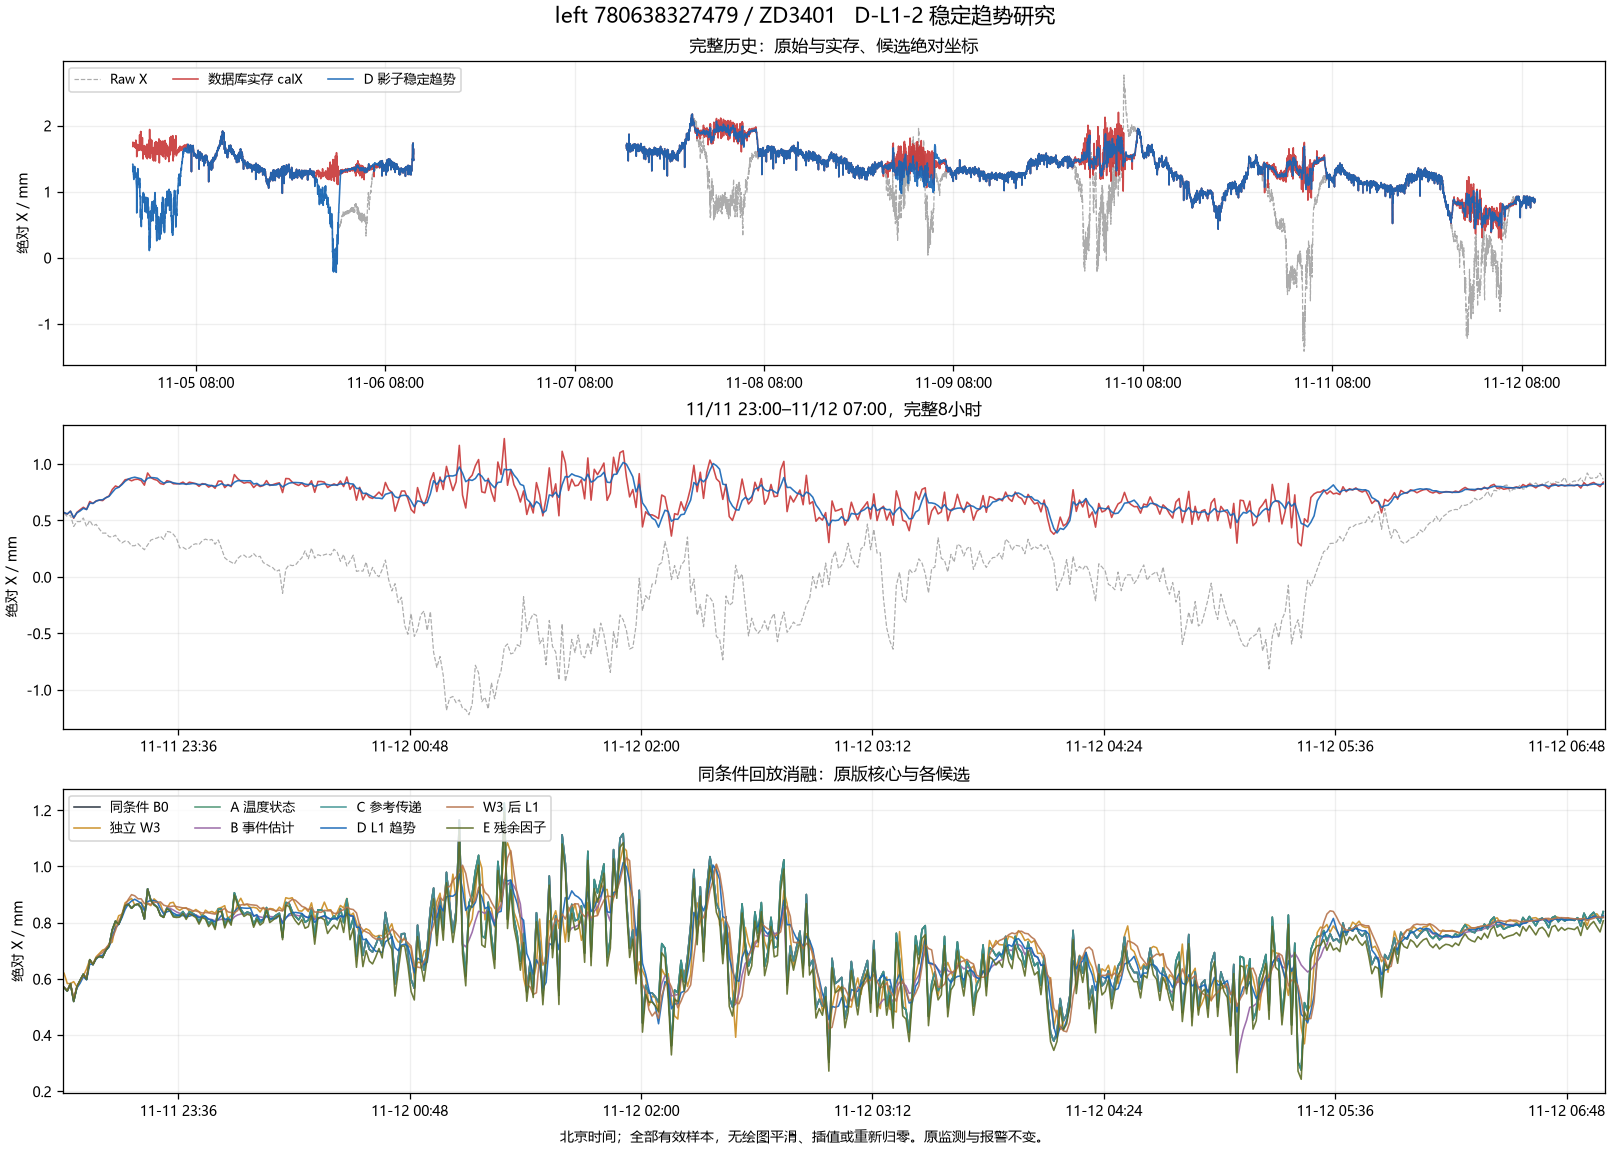 left 780638327479 / ZD3401   D-L1-2 稳定趋势研究
完整历史：原始与实存、候选绝对坐标
Raw X
数据库实存 calX
D 影子稳定趋势
绝对 X / mm
2
1
0
-1
11-05 08:00
11-06 08:00
11-07 08:00
11-08 08:00
11-09 08:00
11-10 08:00
11-11 08:00
11-12 08:00
11/11 23:00–11/12 07:00，完整8小时
绝对 X / mm
1.0
0.5
0.0
-0.5
-1.0
11-11 23:36
11-12 00:48
11-12 02:00
11-12 03:12
11-12 04:24
11-12 05:36
11-12 06:48
同条件回放消融：原版核心与各候选
同条件 B0
A 温度状态
C 参考传递
W3 后 L1
独立 W3
B 事件估计
D L1 趋势
E 残余因子
绝对 X / mm
1.2
1.0
0.8
0.6
0.4
0.2
11-11 23:36
11-12 00:48
11-12 02:00
11-12 03:12
11-12 04:24
11-12 05:36
11-12 06:48
北京时间；全部有效样本，无绘图平滑、插值或重新归零。原监测与报警不变。